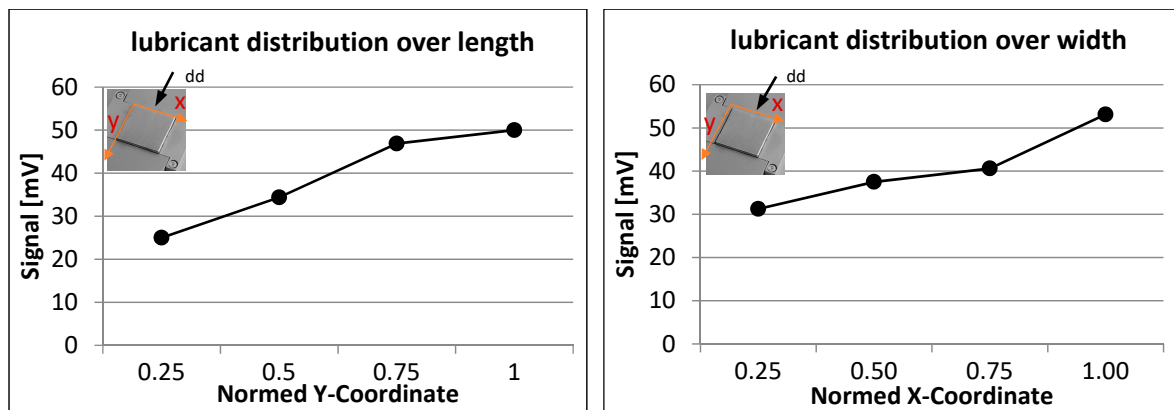 lubricant distribution over length
dd
x
y
60
50
40
30
20
10
0
Signal [mV]
0.25 0.5 0.75 1
Normed Y-Coordinate
lubricant distribution over width
dd
x
y
60
50
40
30
20
10
0
Signal [mV]
0.25 0.50 0.75 1.00
Normed X-Coordinate